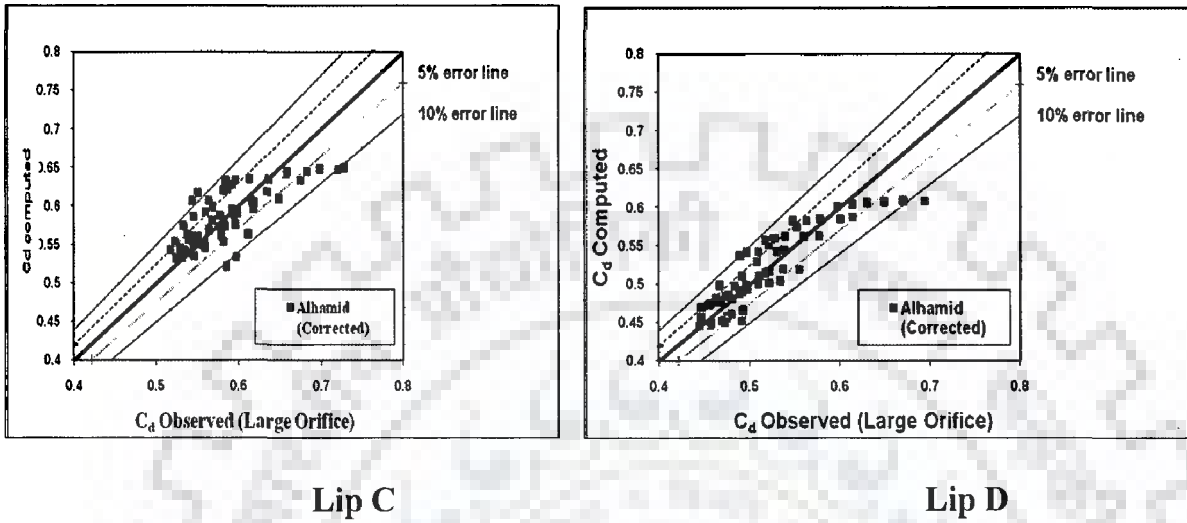 0.8
0.75
0.7
0.65
0.6
0.55
0.5
0.45
0.4
Cd computed
5% error line
10% error line
Alhamid
(Corrected)
0.4 0.5 0.6 0.7 0.8
Cd Observed (Large Orifice)
Lip C
0.8
0.75
0.7
0.65
0.6
0.55
0.5
0.45
0.4
Cd Computed
5% error line
10% error line
Alhamid
(Corrected)
0.4 0.5 0.6 0.7 0.8
Cd Observed (Large Orifice)
Lip D